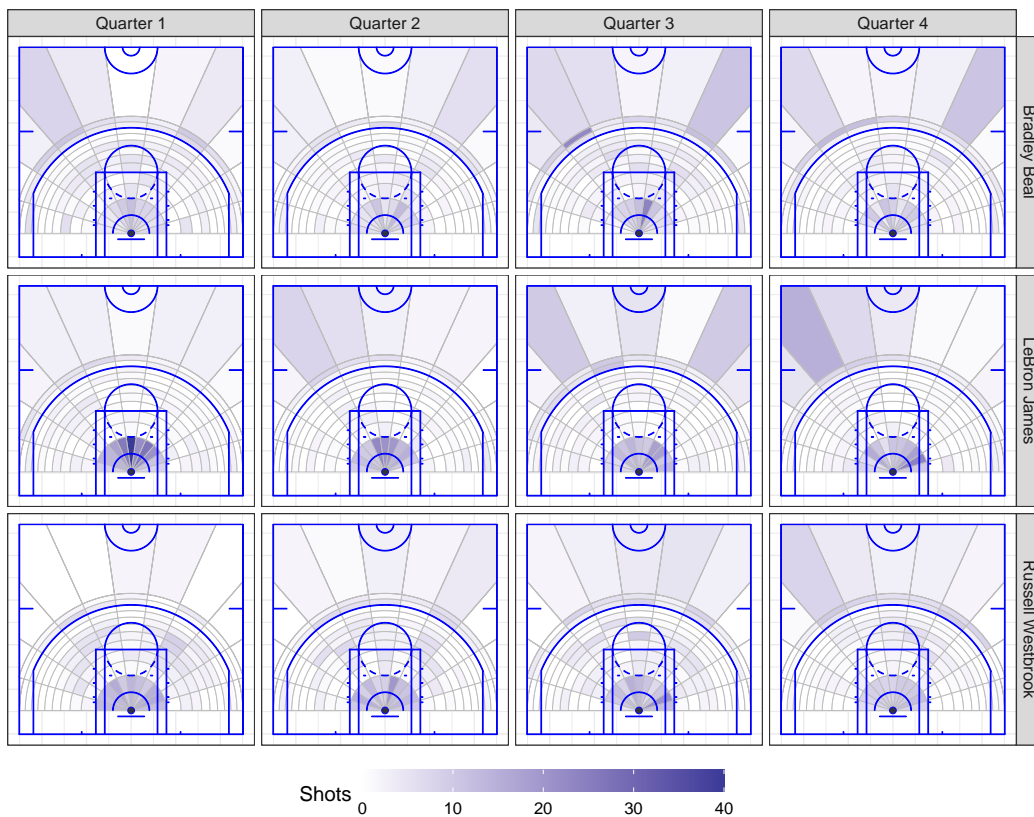 Quarter 1
Quarter 2
Quarter 3
Quarter 4
Bradley Beal
LeBron James
Russell Westbrook
Shots
0
10
20
30
40